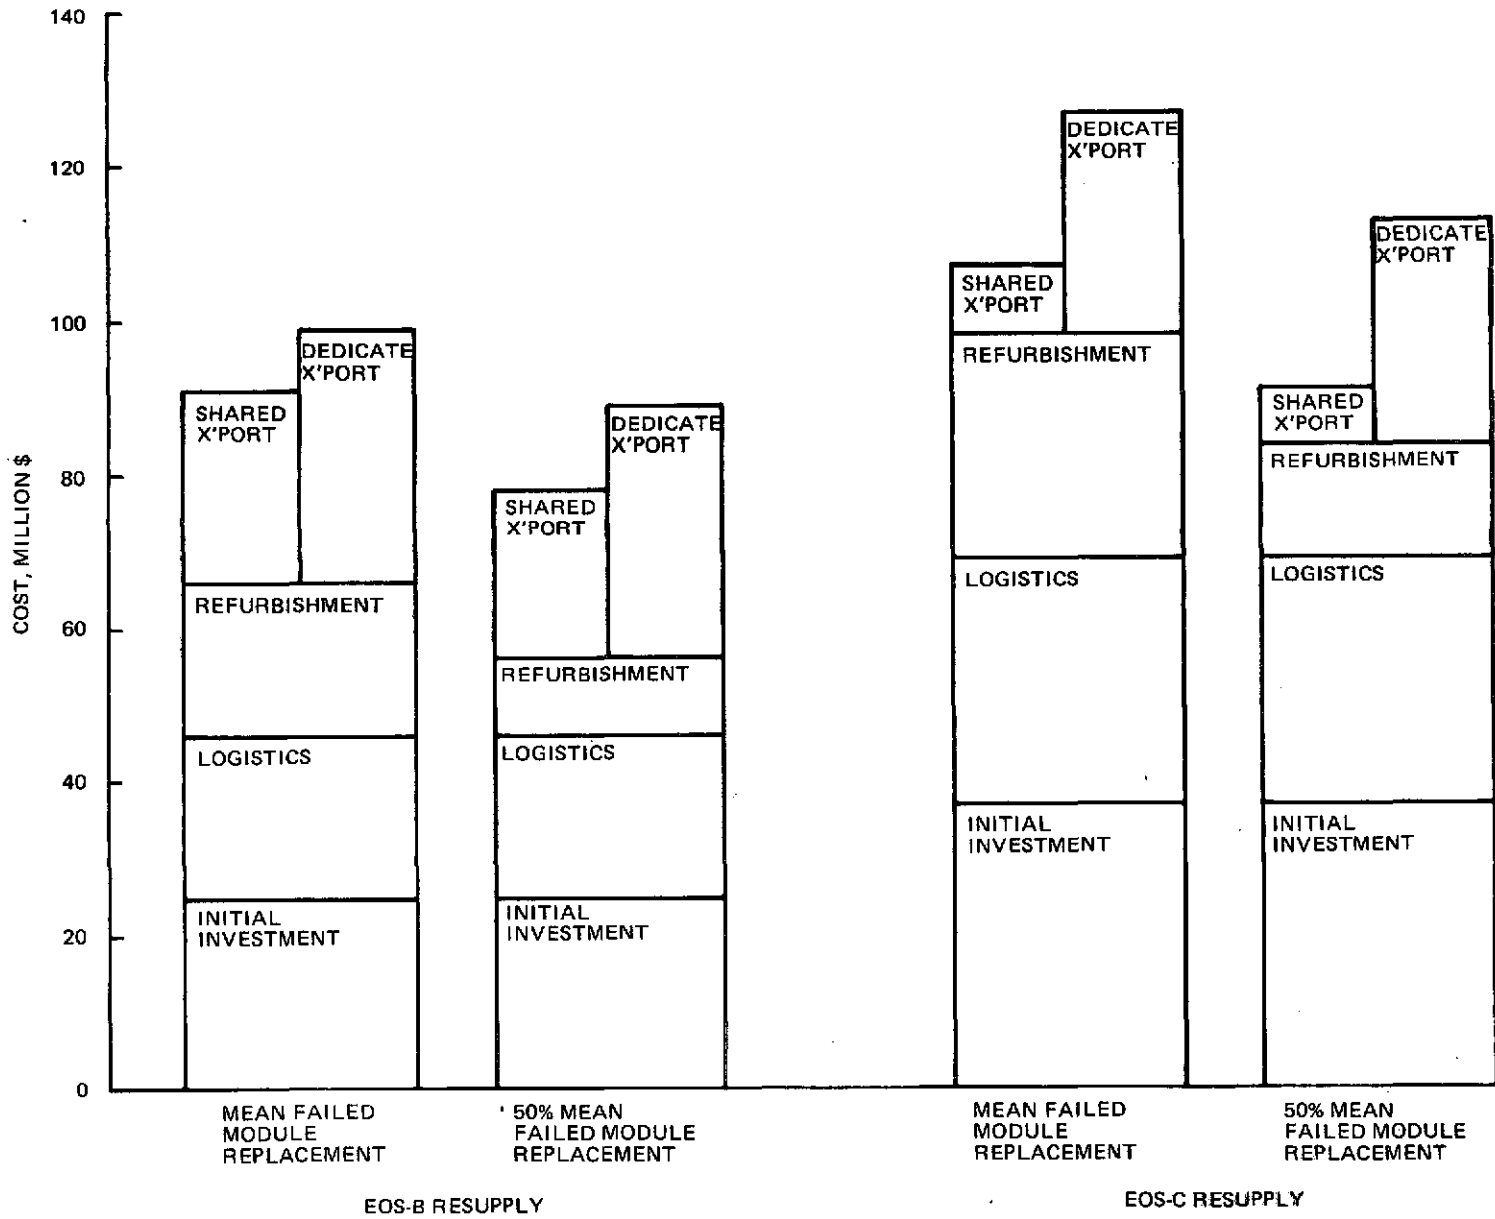 140
120
100
80
60
40
20
0
COST, MILLION $
SHARED
X'PORT
DEDICATE
X'PORT
REFURBISHMENT
LOGISTICS
INITIAL
INVESTMENT
MEAN FAILED
MODULE
REPLACEMENT
SHARED
X'PORT
DEDICATE
X'PORT
REFURBISHMENT
LOGISTICS
INITIAL
INVESTMENT
50% MEAN
FAILED MODULE
REPLACEMENT
EOS-B RESUPPLY
SHARED
X'PORT
DEDICATE
X'PORT
REFURBISHMENT
LOGISTICS
INITIAL
INVESTMENT
MEAN FAILED
MODULE
REPLACEMENT
SHARED
X'PORT
DEDICATE
X'PORT
REFURBISHMENT
LOGISTICS
INITIAL
INVESTMENT
50% MEAN
FAILED MODULE
REPLACEMENT
EOS-C RESUPPLY